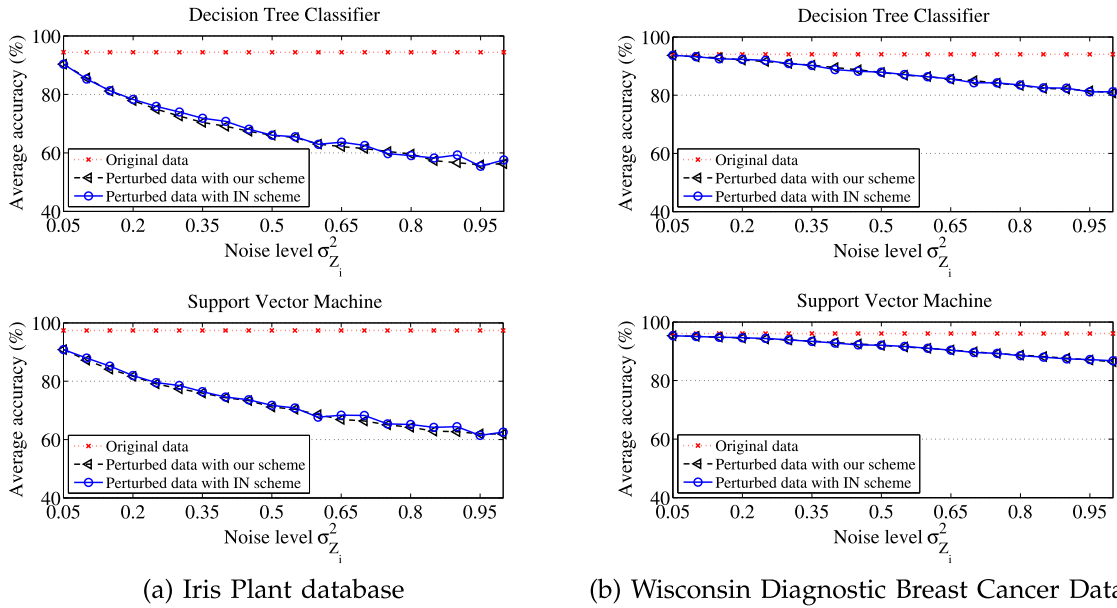 Decision Tree Classifier
Average accuracy (%)
100
80
60
40
Original data
Perturbed data with our scheme
Perturbed data with IN scheme
0.05 0.2 0.35 0.5 0.65 0.8 0.95
Noise level σ²_Z_i
Decision Tree Classifier
Average accuracy (%)
100
80
60
40
Original data
Perturbed data with our scheme
Perturbed data with IN scheme
0.05 0.2 0.35 0.5 0.65 0.8 0.95
Noise level σ²_Z_i
Support Vector Machine
Average accuracy (%)
100
80
60
40
Original data
Perturbed data with our scheme
Perturbed data with IN scheme
0.05 0.2 0.35 0.5 0.65 0.8 0.95
Noise level σ²_Z_i
Support Vector Machine
Average accuracy (%)
100
80
60
40
Original data
Perturbed data with our scheme
Perturbed data with IN scheme
0.05 0.2 0.35 0.5 0.65 0.8 0.95
Noise level σ²_Z_i
(a) Iris Plant database
(b) Wisconsin Diagnostic Breast Cancer Data